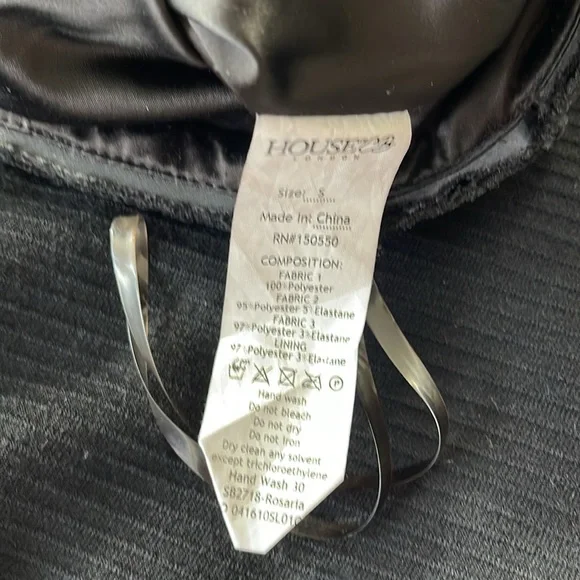 HOUSE OF CB
LONDON
Size: S
Made in: China
RN#150550
COMPOSITION:
FABRIC 1
100%Polyester
FABRIC 2
95%Polyester 5%Elastane
FABRIC 3
97%Polyester 3%Elastane
LINING
97%Polyester 3%Elastane
Hand wash
Do not bleach
Do not dry
Do not Iron
Dry clean any solvent
except trichloroethylene
Hand Wash 30
SB2718-Rosaria
041610SL01